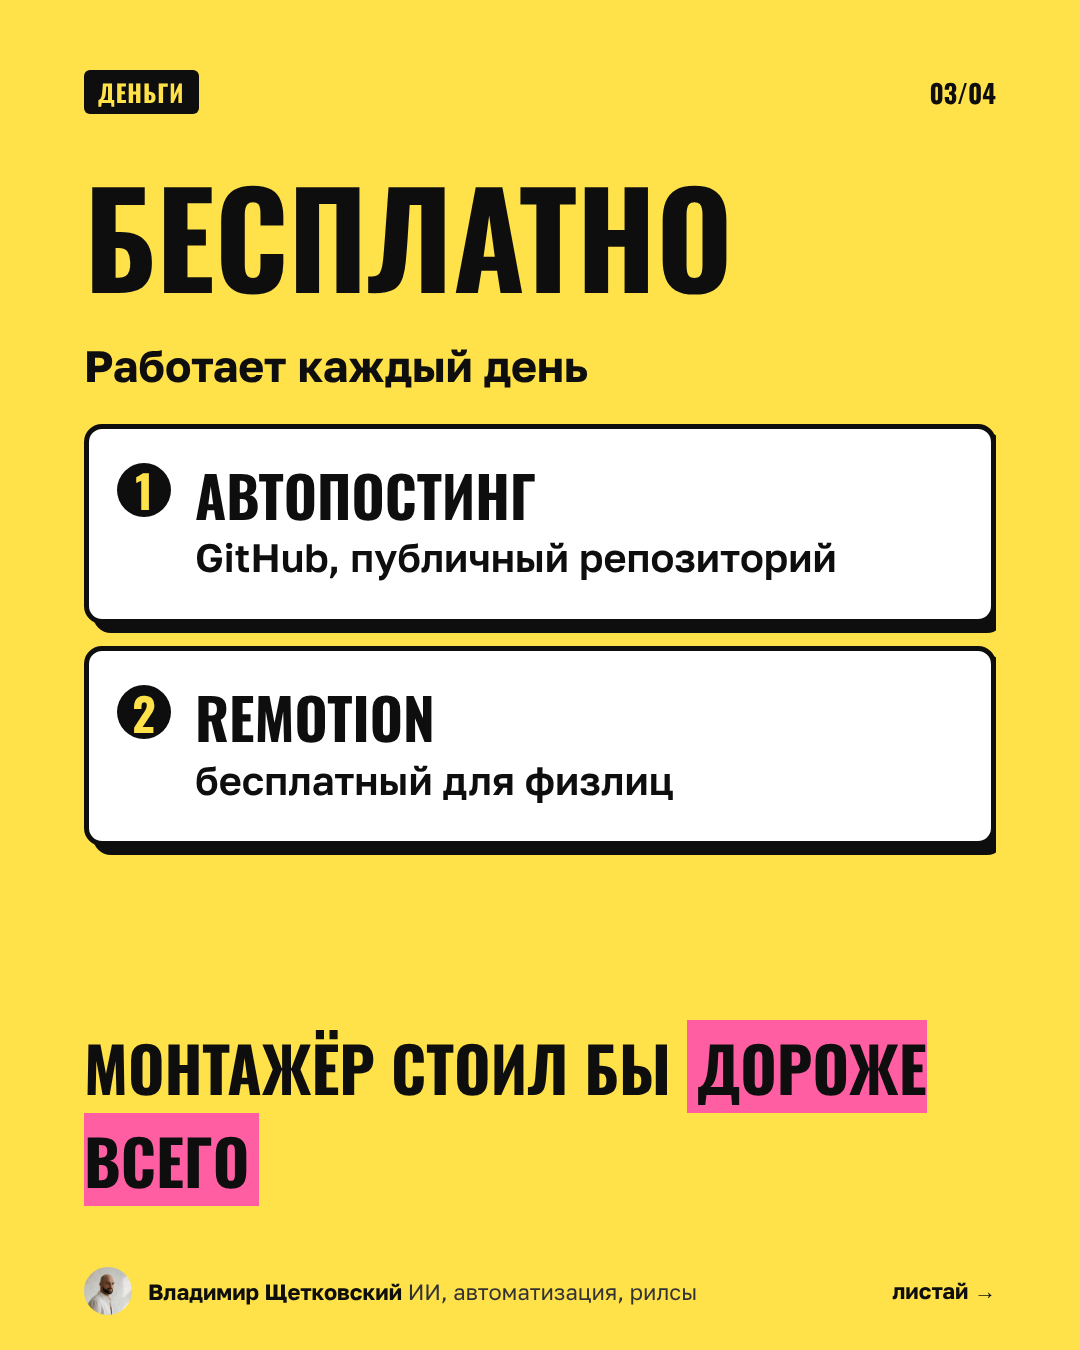 ДЕНЬГИ
03/04
БЕСПЛАТНО
Работает каждый день
1 АВТОПОСТИНГ
GitHub, публичный репозиторий
2 REMOTION
бесплатный для физлиц
МОНТАЖЁР СТОИЛ БЫ ДОРОЖЕ
ВСЕГО
Владимир Щетковский ИИ, автоматизация, рилсы
листай →